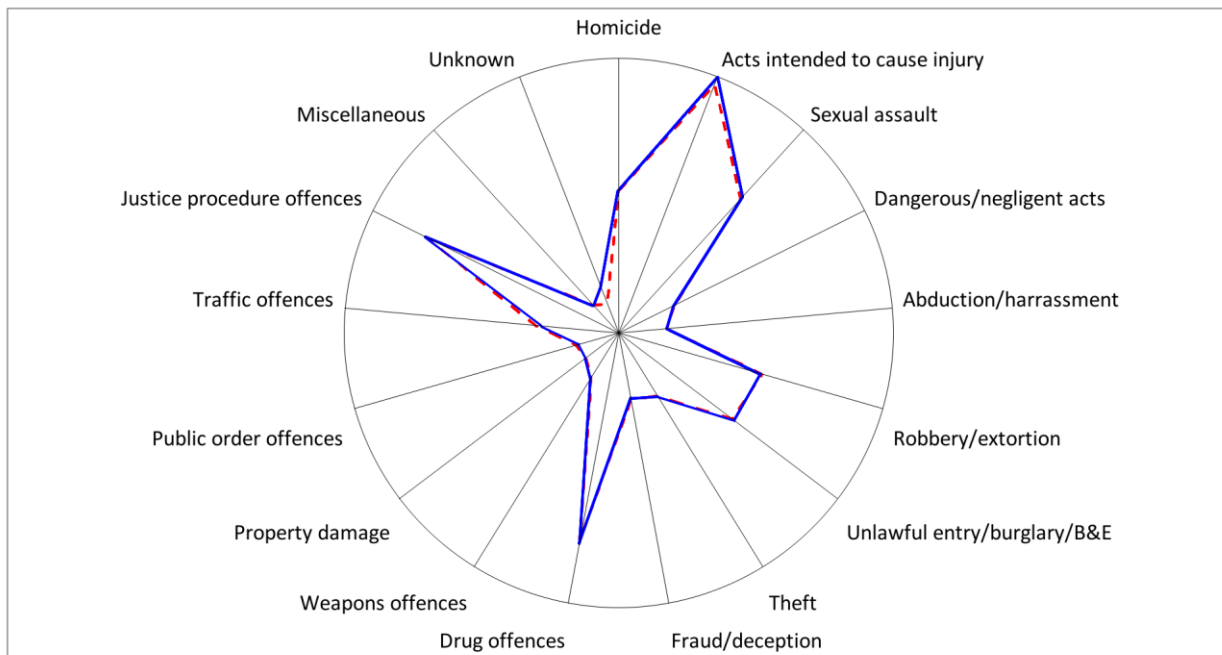 Homicide
Acts intended to cause injury
Sexual assault
Dangerous/negligent acts
Abduction/harrassment
Robbery/extortion
Unlawful entry/burglary/B&E
Theft
Fraud/deception
Drug offences
Weapons offences
Property damage
Public order offences
Traffic offences
Justice procedure offences
Miscellaneous
Unknown